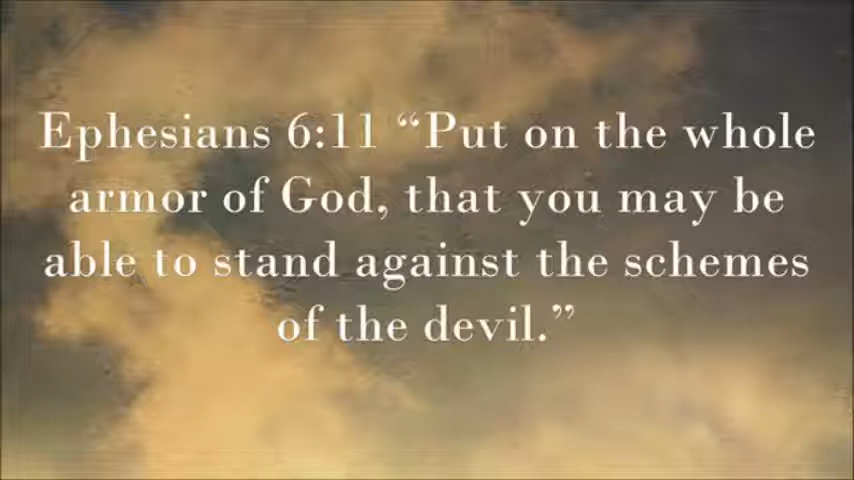 Ephesians 6:11 “Put on the whole
armor of God, that you may be
able to stand against the schemes
of the devil.”